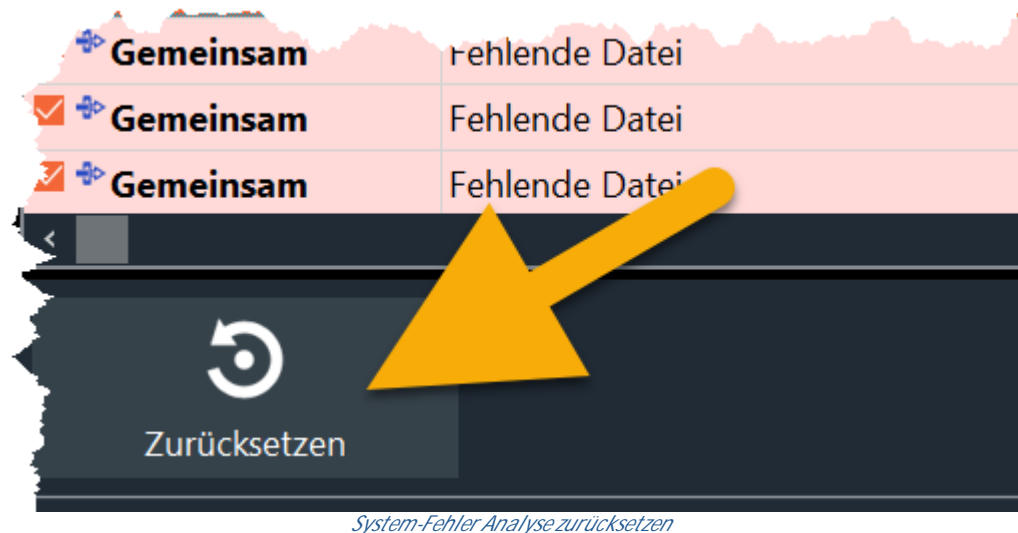 Gemeinsam Fehlende Datei
Gemeinsam Fehlende Datei
Gemeinsam Fehlende Datei
Zurücksetzen
System-Fehler Analyse zurücksetzen